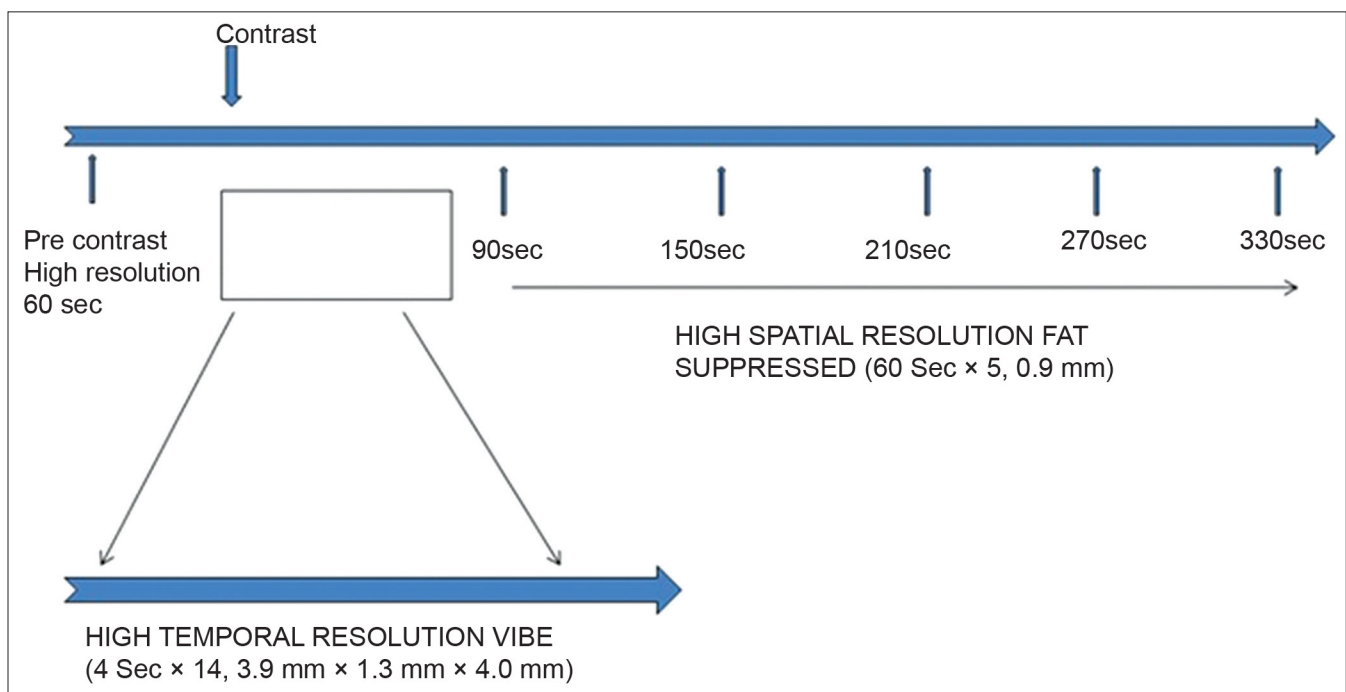 Contrast
Pre contrast
High resolution
60 sec
90sec
150sec
210sec
270sec
330sec
HIGH SPATIAL RESOLUTION FAT
SUPPRESSED (60 Sec × 5, 0.9 mm)
HIGH TEMPORAL RESOLUTION VIBE
(4 Sec × 14, 3.9 mm × 1.3 mm × 4.0 mm)